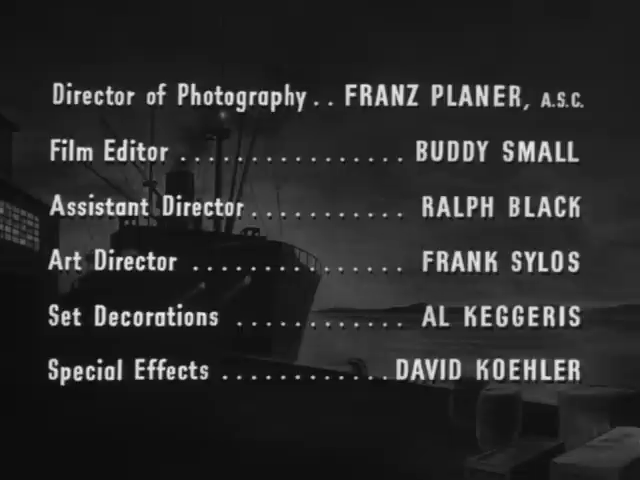 Director of Photography.. FRANZ PLANER, A.S.C.
Film Editor ................ BUDDY SMALL
Assistant Director........... RALPH BLACK
Art Director ............... FRANK SYLOS
Set Decorations ............ AL KEGGERIS
Special Effects ............DAVID KOEHLER